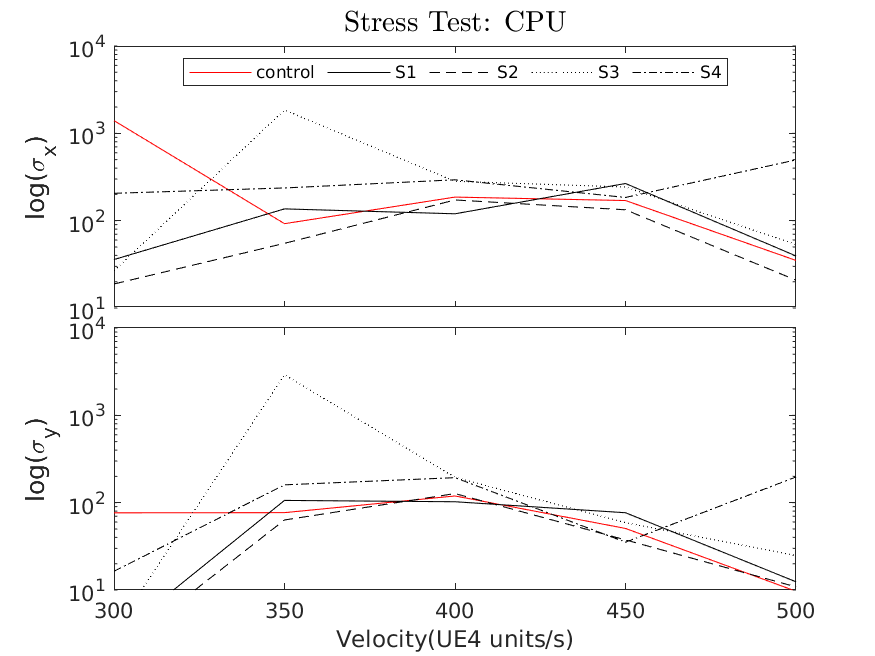 Stress Test: CPU
control S1 S2 S3 S4
10^4
10^3
10^2
10^1
log(σ_x)
10^4
10^3
10^2
10^1
log(σ_y)
300 350 400 450 500
Velocity(UE4 units/s)